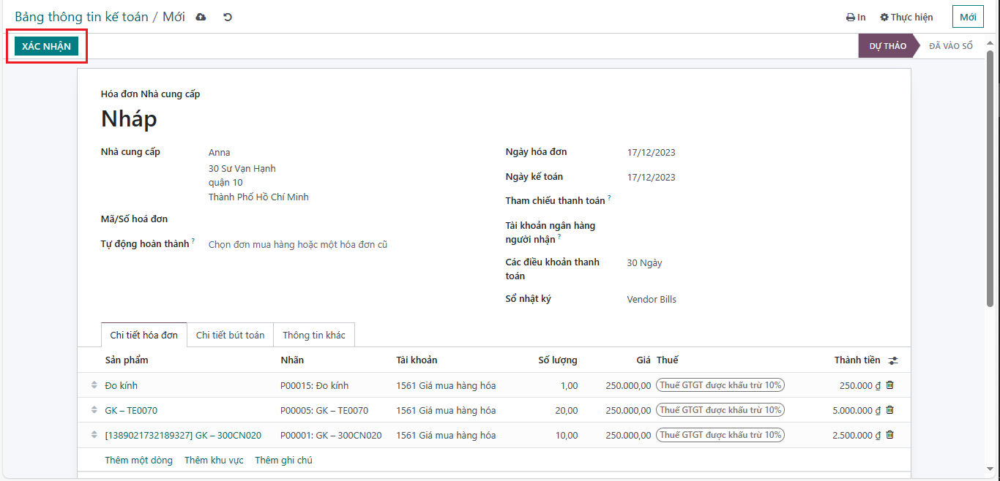 Bảng thông tin kế toán / Mới
In Thực hiện Mới
XÁC NHẬN
DỰ THẢO ĐÃ VÀO SỔ
Hóa đơn Nhà cung cấp
Nháp
Nhà cung cấp Anna
30 Sư Vạn Hạnh
quận 10
Thành Phố Hồ Chí Minh
Mã/Số hoá đơn
Tự động hoàn thành ? Chọn đơn mua hàng hoặc một hóa đơn cũ
Ngày hóa đơn 17/12/2023
Ngày kế toán 17/12/2023
Tham chiếu thanh toán ?
Tài khoản ngân hàng
người nhận ?
Các điều khoản thanh 30 Ngày
toán
Sổ nhật ký Vendor Bills
Chi tiết hóa đơn Chi tiết bút toán Thông tin khác
Sản phẩm Nhãn Tài khoản Số lượng Giá Thuế Thành tiền
Đo kính P00015: Đo kính 1561 Giá mua hàng hóa 1,00 250.000,00 Thuế GTGT được khấu trừ 10% 250.000 ₫
GK – TE0070 P00005: GK – TE0070 1561 Giá mua hàng hóa 20,00 250.000,00 Thuế GTGT được khấu trừ 10% 5.000.000 ₫
[1389021732189327] GK – 300CN020 P00001: GK – 300CN020 1561 Giá mua hàng hóa 10,00 250.000,00 Thuế GTGT được khấu trừ 10% 2.500.000 ₫
Thêm một dòng Thêm khu vực Thêm ghi chú